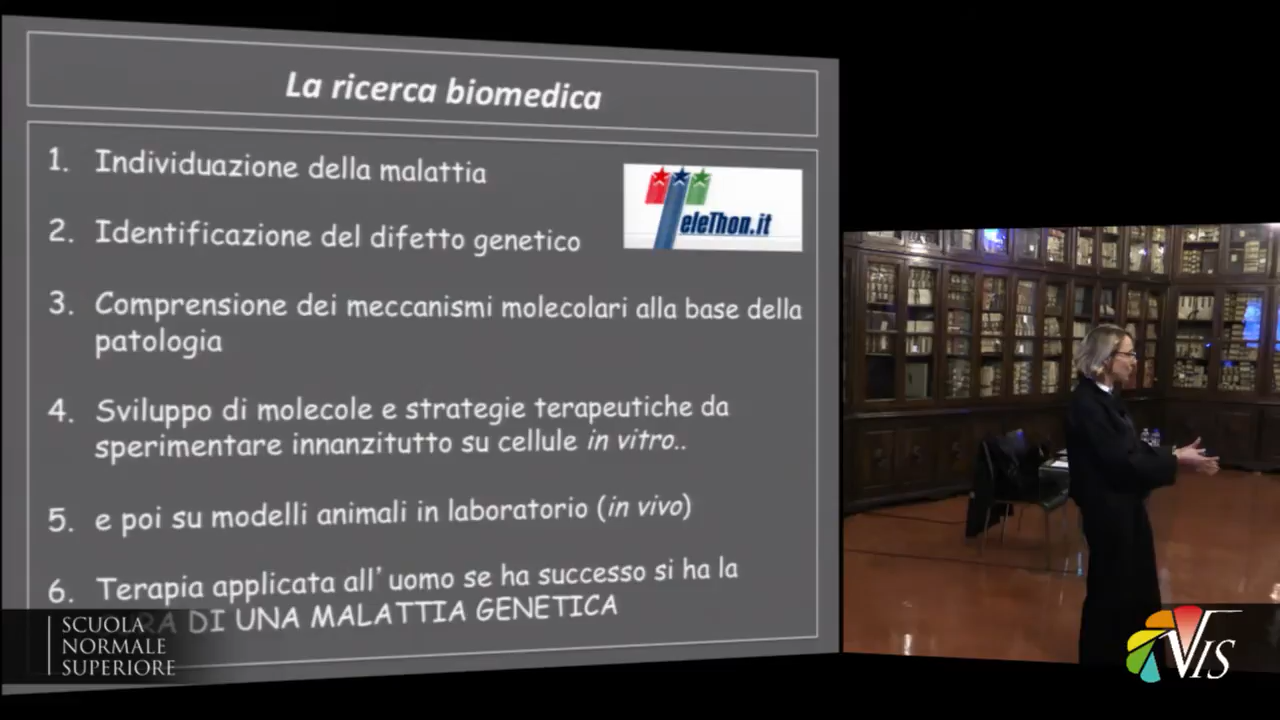 La ricerca biomedica
1. Individuazione della malattia
eleThon.it
2. Identificazione del difetto genetico
3. Comprensione dei meccanismi molecolari alla base della
patologia
4. Sviluppo di molecole e strategie terapeutiche da
sperimentare innanzitutto su cellule in vitro..
5. e poi su modelli animali in laboratorio (in vivo)
6. Terapia applicata all' uomo se ha successo si ha la
DI UNA MALATTIA GENETICA
SCUOLA
NORMALE
SUPERIORE
VIS